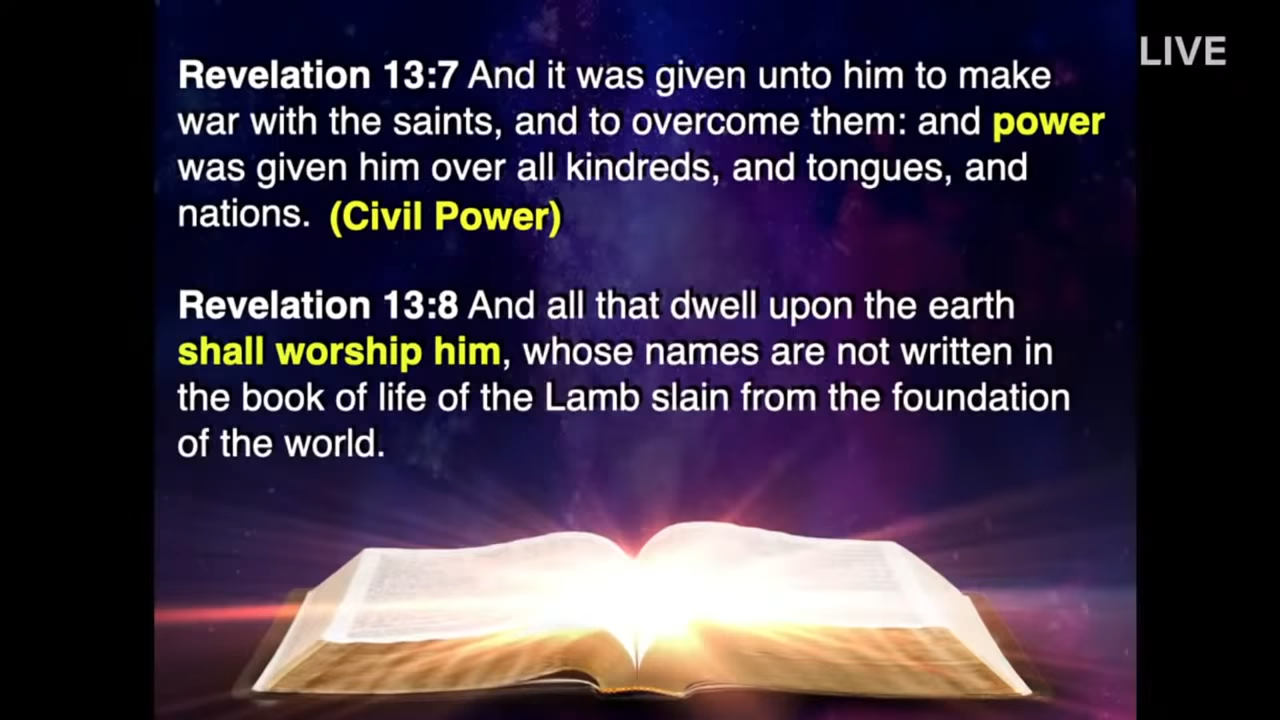 LIVE
Revelation 13:7 And it was given unto him to make
war with the saints, and to overcome them: and power
was given him over all kindreds, and tongues, and
nations. (Civil Power)
Revelation 13:8 And all that dwell upon the earth
shall worship him, whose names are not written in
the book of life of the Lamb slain from the foundation
of the world.